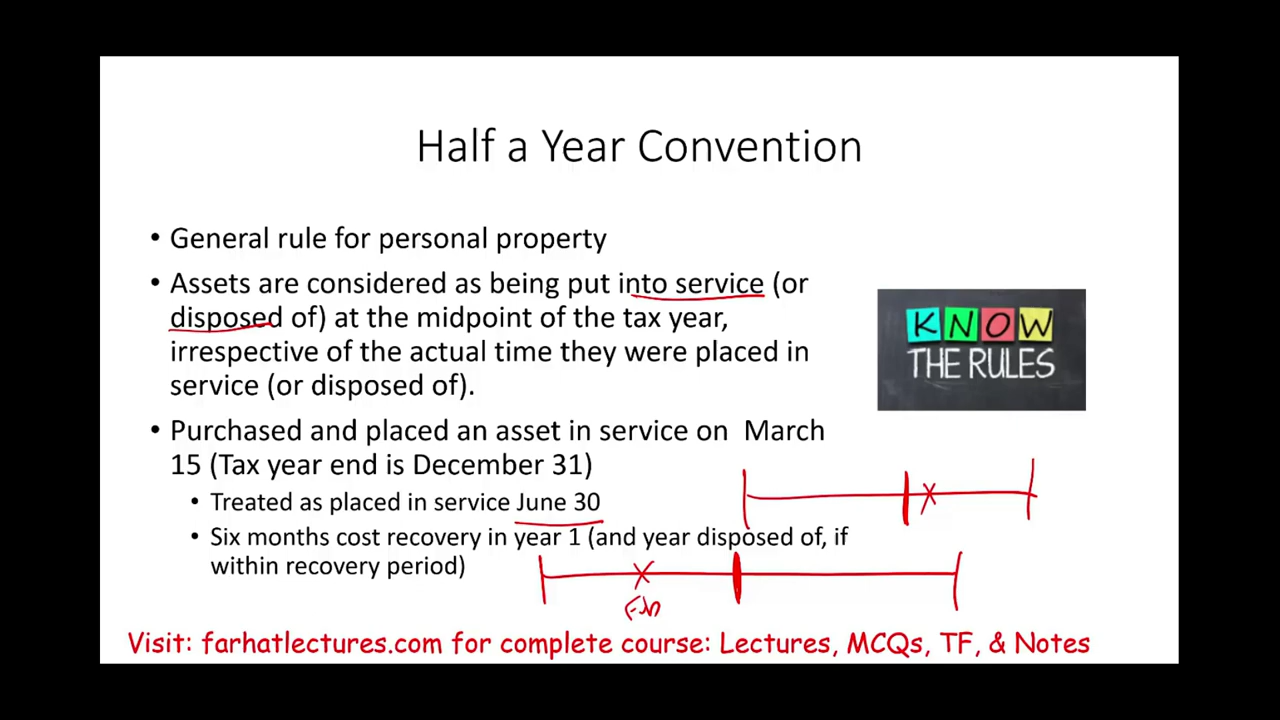 Half a Year Convention
• General rule for personal property
• Assets are considered as being put into service (or
disposed of) at the midpoint of the tax year,
irrespective of the actual time they were placed in
service (or disposed of).
KNOW
THE RULES
• Purchased and placed an asset in service on March
15 (Tax year end is December 31)
• Treated as placed in service June 30
• Six months cost recovery in year 1 (and year disposed of, if
within recovery period)
Visit: farhatlectures.com for complete course: Lectures, MCQs, TF, & Notes